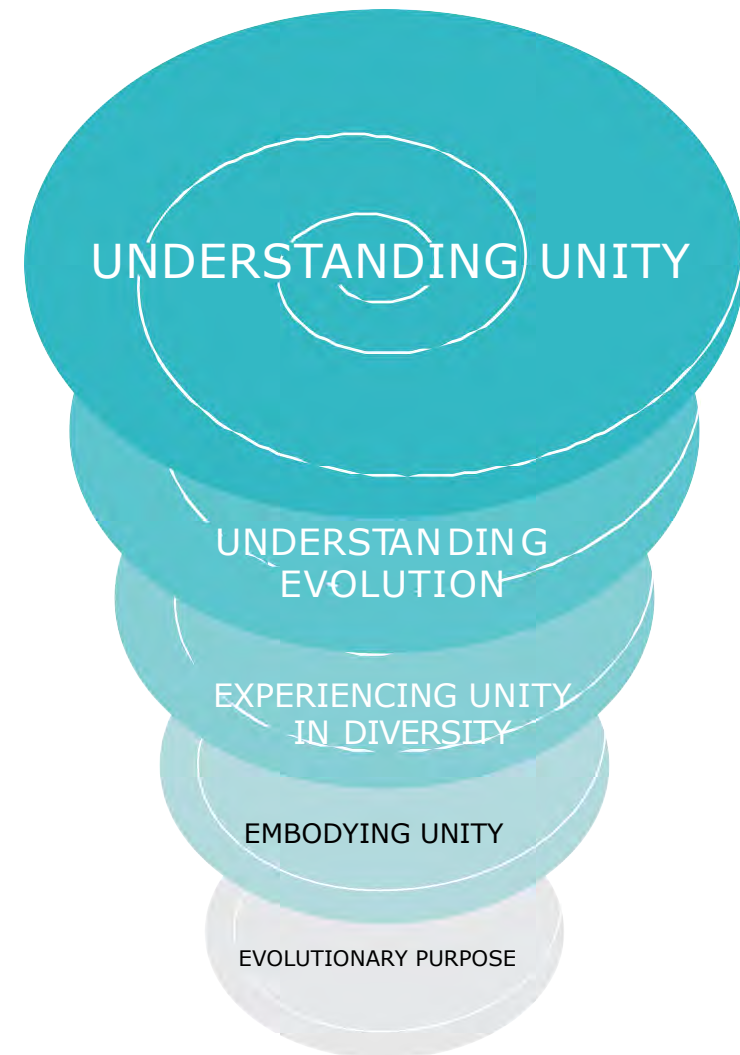 UNDERSTANDING UNITY
UNDERSTANDING
EVOLUTION
EXPERIENCING UNITY
IN DIVERSITY
EMBODYING UNITY
EVOLUTIONARY PURPOSE